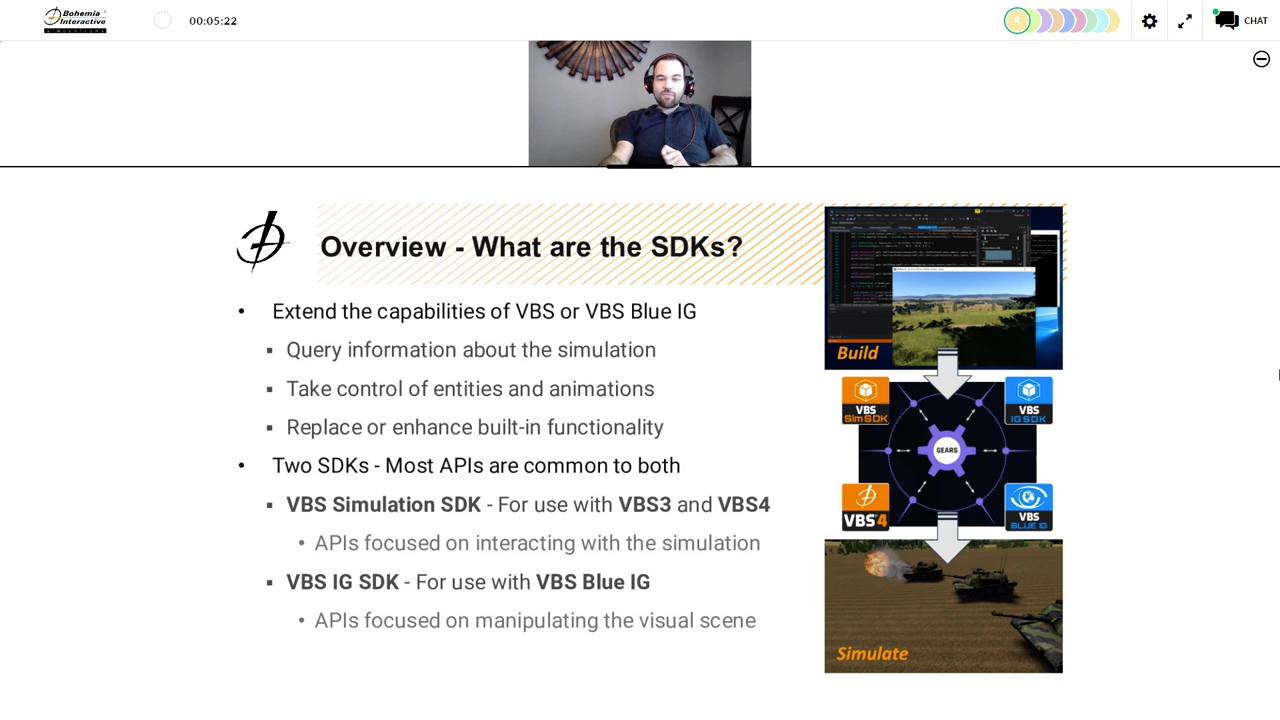 Bohemia
Interactive
SIMULATIONS
00:05:22
R
CHAT
Overview - What are the SDKs?
• Extend the capabilities of VBS or VBS Blue IG
▪ Query information about the simulation
▪ Take control of entities and animations
▪ Replace or enhance built-in functionality
• Two SDKs - Most APIs are common to both
▪ VBS Simulation SDK - For use with VBS3 and VBS4
• APIs focused on interacting with the simulation
▪ VBS IG SDK - For use with VBS Blue IG
• APIs focused on manipulating the visual scene
Build
VBS
SimSDK
VBS
IG SDK
GEARS
VBS4
VBS
BLUE IG
Simulate